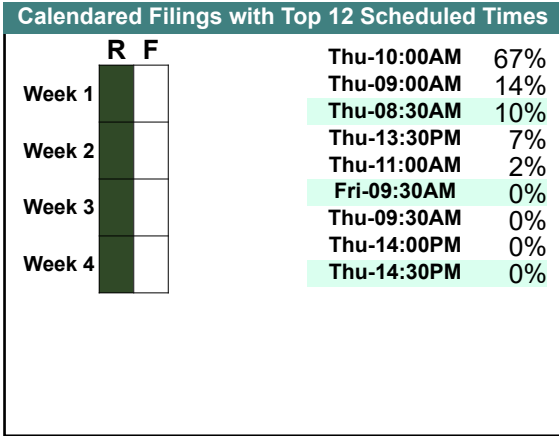 Calendared Filings with Top 12 Scheduled Times
R F
Week 1
Week 2
Week 3
Week 4
Thu-10:00AM 67%
Thu-09:00AM 14%
Thu-08:30AM 10%
Thu-13:30PM 7%
Thu-11:00AM 2%
Fri-09:30AM 0%
Thu-09:30AM 0%
Thu-14:00PM 0%
Thu-14:30PM 0%